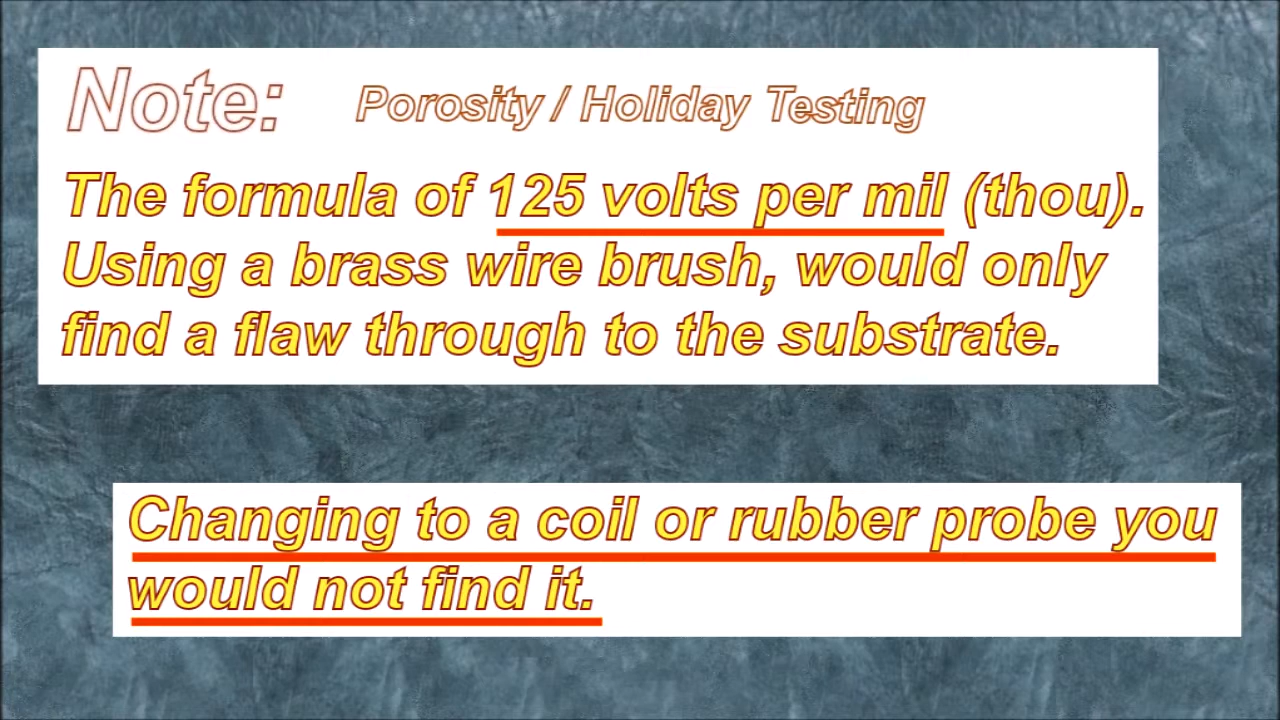 Note: Porosity / Holiday Testing
The formula of 125 volts per mil (thou).
Using a brass wire brush, would only
find a flaw through to the substrate.
Changing to a coil or rubber probe you
would not find it.